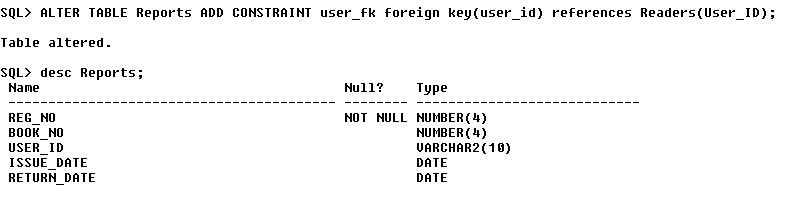 SQL> ALTER TABLE Reports ADD CONSTRAINT user_fk foreign key(user_id) references Readers(User_ID);
Table altered.
SQL> desc Reports;
Name Null? Type
----------------------------------------- -------- ----------------------------
REG_NO NOT NULL NUMBER(4)
BOOK_NO NUMBER(4)
USER_ID VARCHAR2(10)
ISSUE_DATE DATE
RETURN_DATE DATE